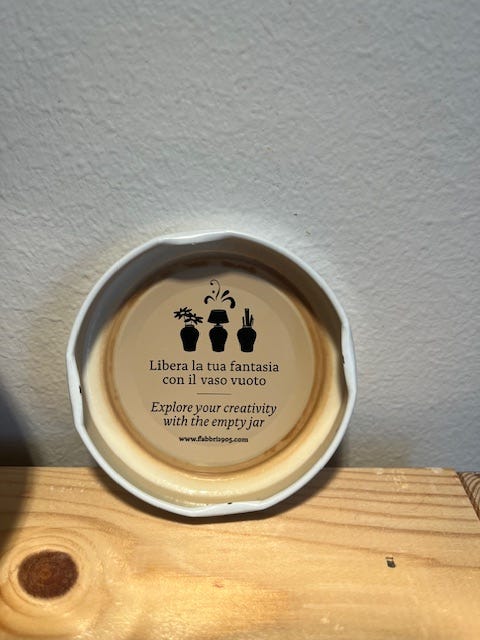 Libera la tua fantasia
con il vaso vuoto
Explore your creativity
with the empty jar
www.fabbri1905.com